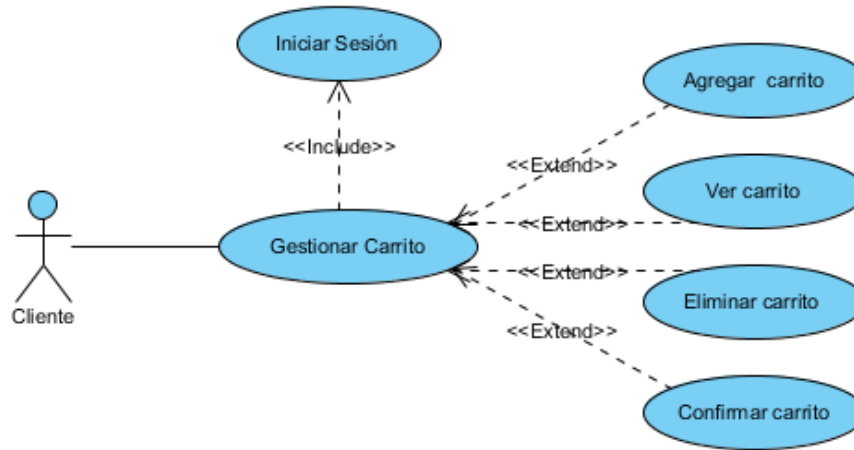 Iniciar Sesión
Agregar carrito
<<Include>>
<<Extend>>
Ver carrito
<<Extend>>
Gestionar Carrito
<<Extend>>
Eliminar carrito
Cliente
<<Extend>>
Confirmar carrito